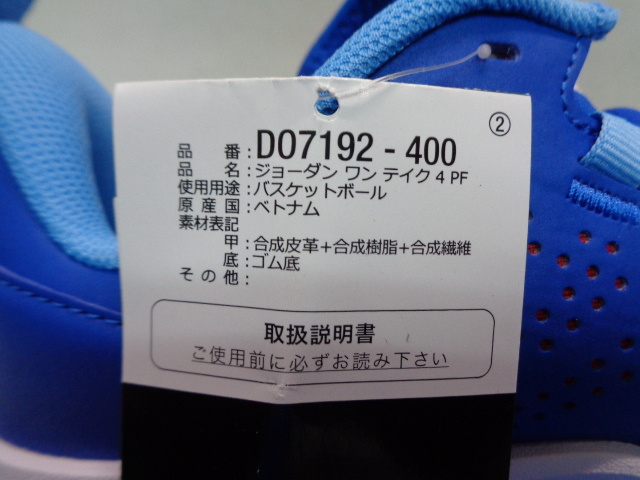 ②
品番：DO7192-400
品名：ジョーダン ワン テイク 4 PF
使用用途：バスケットボール
原産国：ベトナム
素材表記
甲：合成皮革+合成樹脂+合成繊維
底：ゴム底
その他：
取扱説明書
ご使用前に必ずお読み下さい